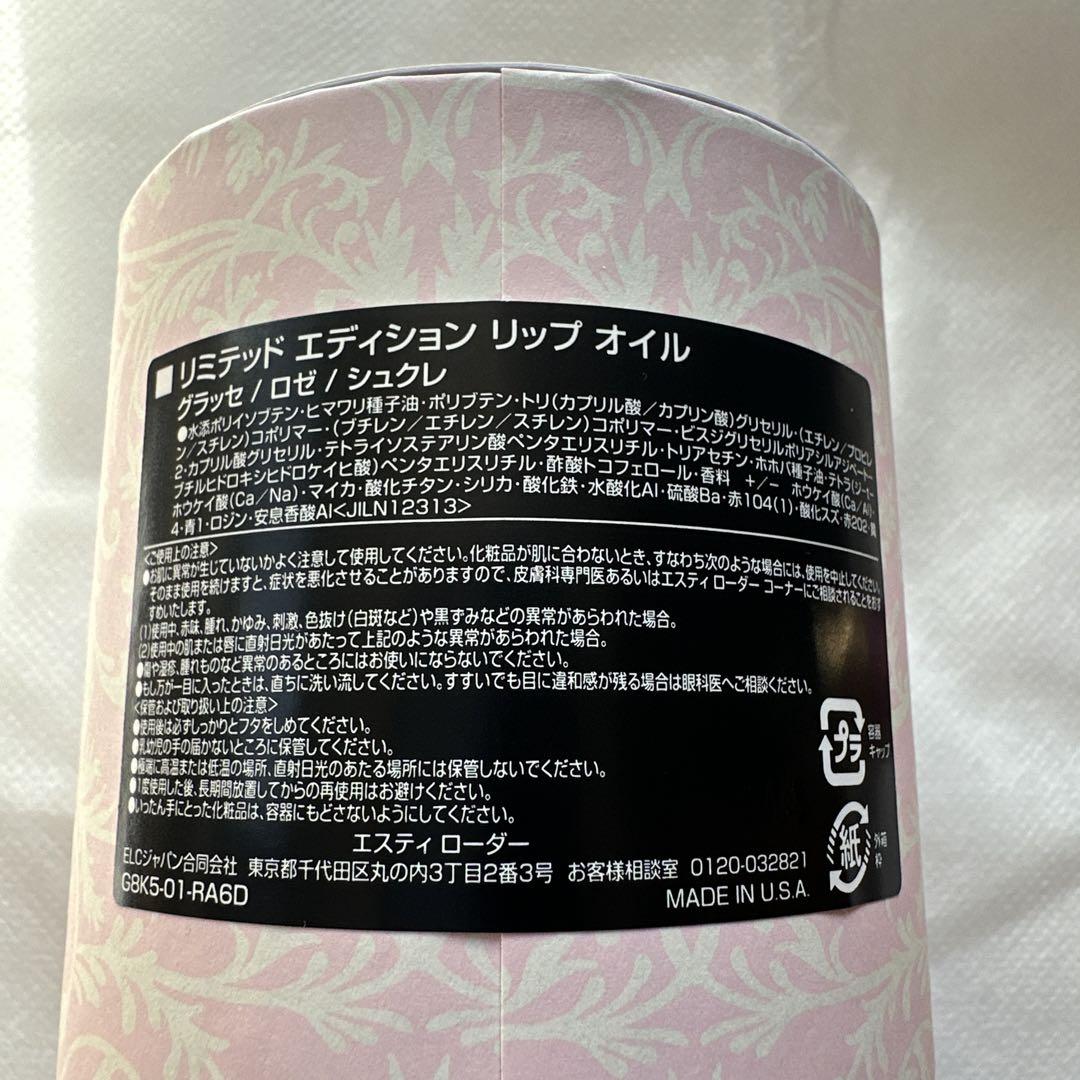 ■リミテッド エディション リップ オイル
グラッセ / ロゼ / シュクレ
●水添ポリイソブテン・ヒマワリ種子油・ポリブテン・トリ(カプリル酸/カプリン酸)グリセリル・(エチレン/プロピレ
ン/スチレン)コポリマー・(ブチレン/エチレン/スチレン)コポリマー・ビスジグリセリルポリアシルアジペート-
2・カプリル酸グリセリル・テトライソステアリン酸ペンタエリスリチル・トリアセチン・ホホバ種子油・テトラ(ジ-t-
ブチルヒドロキシヒドロケイヒ酸)ペンタエリスリチル・酢酸トコフェロール・香料 +/- ホウケイ酸(Ca/Al)・
ホウケイ酸(Ca/Na)・マイカ・酸化チタン・シリカ・酸化鉄・水酸化Al・硫酸Ba・赤104(1)・酸化スズ・赤202・黄
4・青1・ロジン・安息香酸Al<JILN12313>
<ご使用上の注意>
●お肌に異常が生じていないかよく注意して使用してください。化粧品が肌に合わないとき、すなわち次のような場合には、使用を中止してください。
そのまま使用を続けますと、症状を悪化させることがありますので、皮膚科専門医あるいはエスティ ローダー コーナーにご相談されることをおす
すめいたします。
(1)使用中、赤味、腫れ、かゆみ、刺激、色抜け(白斑など)や黒ずみなどの異常があらわれた場合。
(2)使用中の肌または唇に直射日光があたって上記のような異常があらわれた場合。
●傷や湿疹、腫れものなど異常のあるところにはお使いにならないでください。
●もし万が一目に入ったときは、直ちに洗い流してください。すすいでも目に違和感が残る場合は眼科医へご相談ください。
<保管および取り扱い上の注意>
●使用後は必ずしっかりとフタをしめてください。
●乳幼児の手の届かないところに保管してください。
●極端に高温または低温の場所、直射日光のあたる場所には保管しないでください。
●1度使用した後、長期間放置してからの再使用はお避けください。
●いったん手にとった化粧品は、容器にもどさないようにしてください。
プラ
容器
キャップ
紙
外箱
枠
エスティ ローダー
ELCジャパン合同会社 東京都千代田区丸の内3丁目2番3号 お客様相談室 0120-032821
G8K5-01-RA6D
MADE IN U.S.A.